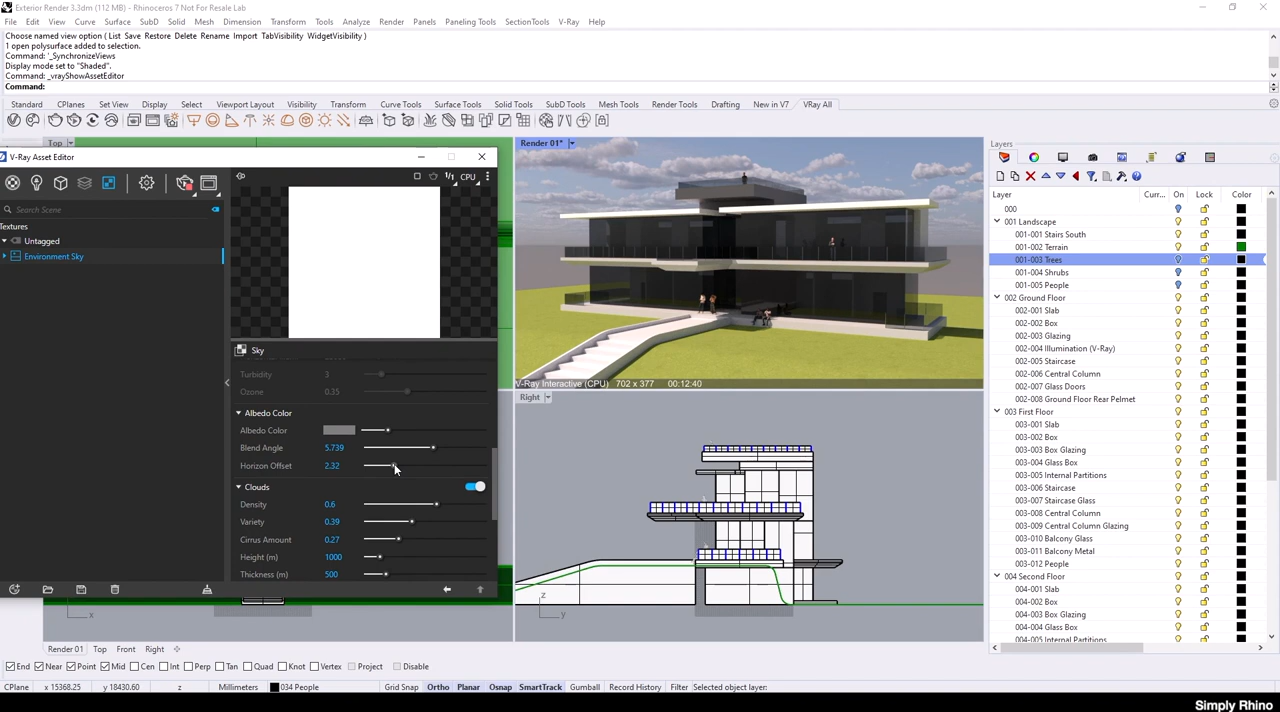 Exterior Render 3.3dm (112 MB) - Rhinoceros 7 Not For Resale Lab
File Edit View Curve Surface SubD Solid Mesh Dimension Transform Tools Analyze Render Panels Paneling Tools SectionTools V-Ray Help
Choose named view option ( List Save Restore Delete Rename Import TabVisibility WidgetVisibility )
1 open polysurface added to selection.
Command: '_SynchronizeViews
Display mode set to "Shaded".
Command: _vrayShowAssetEditor
Command:
Standard CPlanes Set View Display Select Viewport Layout Visibility Transform Curve Tools Surface Tools Solid Tools SubD Tools Mesh Tools Render Tools Drafting New in V7 VRay All
Top
V-Ray Asset Editor
CPU
Search Scene
Textures
Untagged
Environment Sky
Sky
Turbidity 3
Ozone 0.35
Albedo Color
Albedo Color
Blend Angle 5.739
Horizon Offset 2.32
Clouds
Density 0.6
Variety 0.39
Cirrus Amount 0.27
Height (m) 1000
Thickness (m) 500
x
Render 01*
V-Ray Interactive (CPU) 702 x 377 00:12:40
Right
z
y
Layers
Layer Curr... On Lock Color
000
001 Landscape
001-001 Stairs South
001-002 Terrain
001-003 Trees
001-004 Shrubs
001-005 People
002 Ground Floor
002-001 Slab
002-002 Box
002-003 Glazing
002-004 Illumination (V-Ray)
002-005 Staircase
002-006 Central Column
002-007 Glass Doors
002-008 Ground Floor Rear Pelmet
003 First Floor
003-001 Slab
003-002 Box
003-003 Box Glazing
003-004 Glass Box
003-005 Internal Partitions
003-006 Staircase
003-007 Staircase Glass
003-008 Central Column
003-009 Central Column Glazing
003-010 Balcony Glass
003-011 Balcony Metal
003-012 People
004 Second Floor
004-001 Slab
004-002 Box
004-003 Box Glazing
004-004 Glass Box
004-005 Internal Partitions
Render 01 Top Front Right
End Near Point Mid Cen Int Perp Tan Quad Knot Vertex Project Disable
CPlane x 15368.25 y 18430.60 z Millimeters 034 People Grid Snap Ortho Planar Osnap SmartTrack Gumball Record History Filter Selected object layer:
Simply Rhino